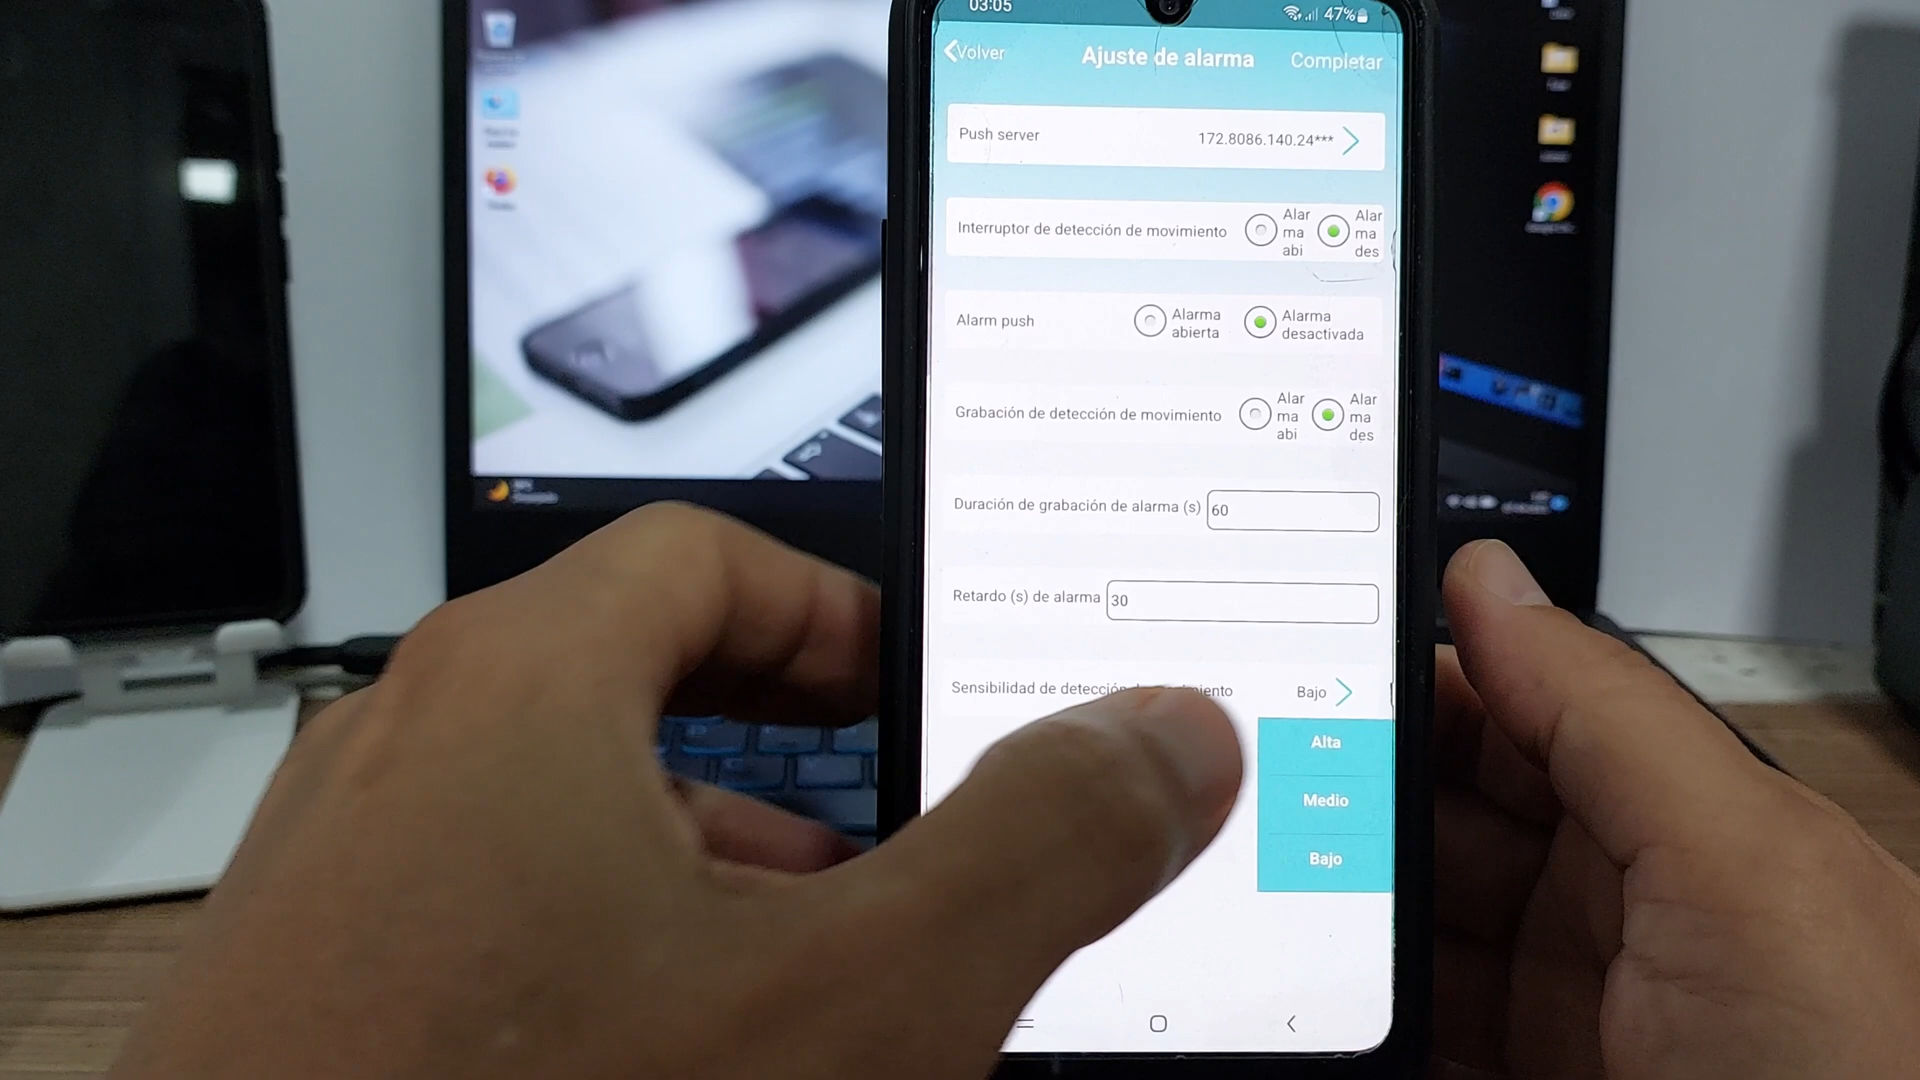 03:05
47%
Volver
Ajuste de alarma
Completar
Push server
172.8086.140.24***
Interruptor de detección de movimiento
Alar
ma
abi
Alar
ma
des
Alarm push
Alarma
abierta
Alarma
desactivada
Grabación de detección de movimiento
Alar
ma
abi
Alar
ma
des
Duración de grabación de alarma (s)
60
Retardo (s) de alarma
30
Sensibilidad de detección
Bajo
Alta
Medio
Bajo